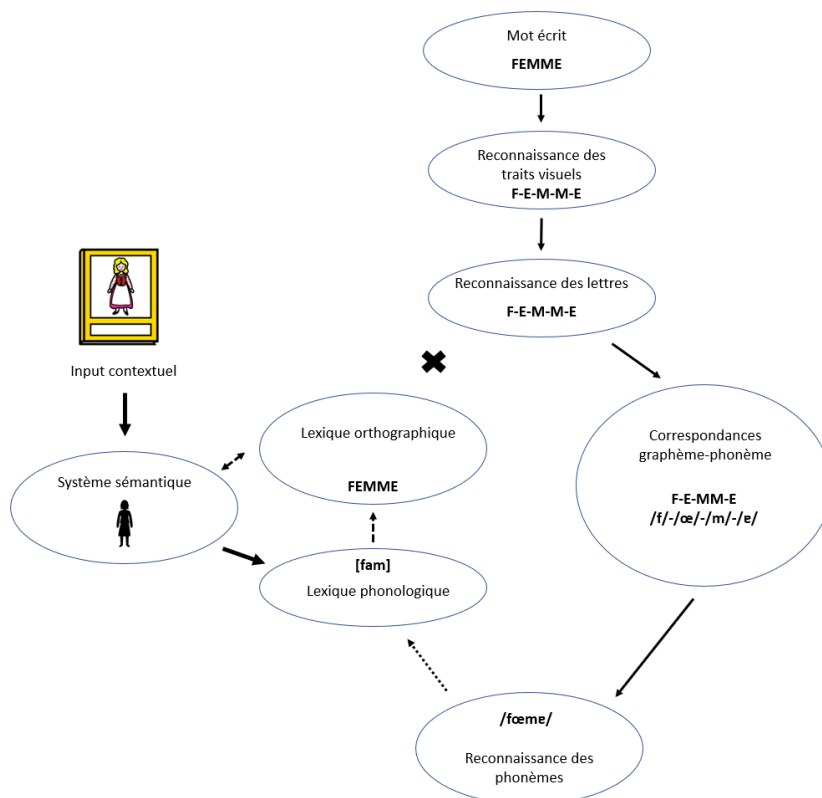 Mot écrit
FEMME
Reconnaissance des
traits visuels
F-E-M-M-E
Reconnaissance des lettres
F-E-M-M-E
Input contextuel
Lexique orthographique
FEMME
Système sémantique
Correspondances
graphème-phonème
F-E-MM-E
/f/-/œ/-/m/-/ɐ/
[fam]
Lexique phonologique
/fœmɐ/
Reconnaissance des
phonèmes